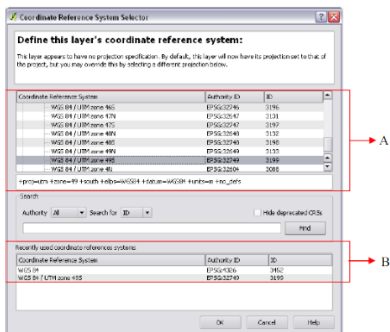 Coordinate Reference System Selector
Define this layer's coordinate reference system:
This layer appears to have no projection specification. By default, this layer will now have its projection set to that of
the project, but you may override this by selecting a different projection below.
Coordinate Reference System Authority ID ID
WGS 84 / UTM zone 46S EPSG:32746 3196
WGS 84 / UTM zone 47N EPSG:32647 3131
WGS 84 / UTM zone 47S EPSG:32747 3197
WGS 84 / UTM zone 48N EPSG:32648 3132
WGS 84 / UTM zone 48S EPSG:32748 3198
WGS 84 / UTM zone 49N EPSG:32649 3133
WGS 84 / UTM zone 49S EPSG:32749 3199
WGS 84 / UTM zone 4N EPSG:32604 3088
A
+proj=utm +zone=49 +south +ellps=WGS84 +datum=WGS84 +units=m +no_defs
Search
Authority All Search for ID Hide deprecated CRSs
Find
Recently used coordinate references systems
Coordinate Reference System Authority ID ID
B
WGS 84 EPSG:4326 3452
WGS 84 / UTM zone 49S EPSG:32749 3199
OK Cancel Help